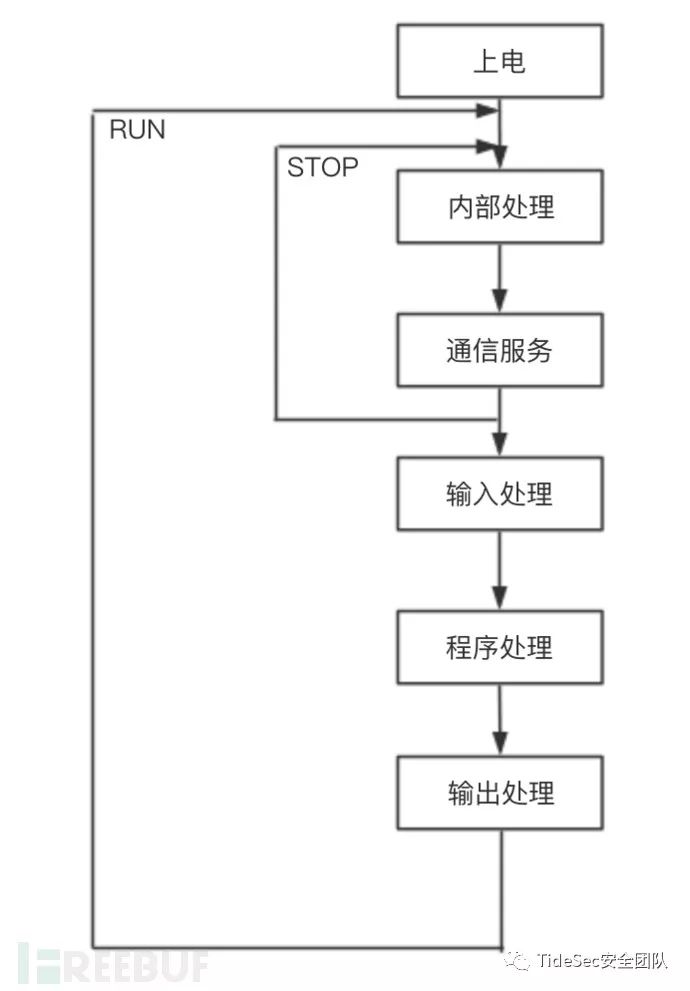 上电
RUN
STOP
内部处理
通信服务
输入处理
程序处理
输出处理
FREEBUF
TideSec安全团队